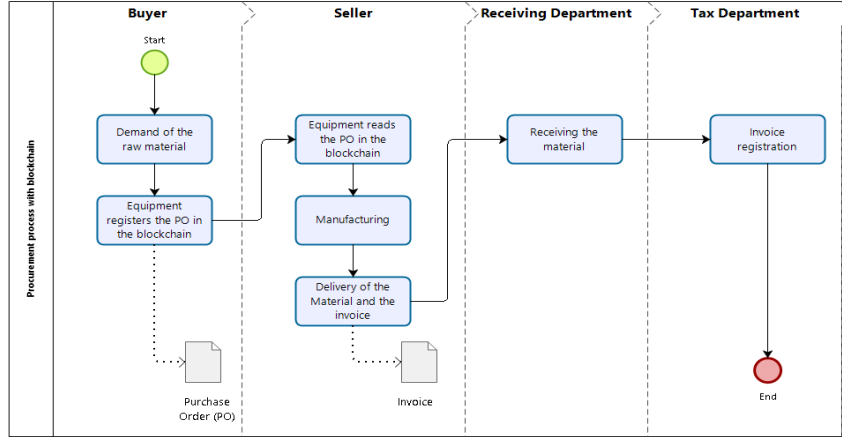 Buyer
Seller
Receiving Department
Tax Department
Procurement process with blockchain
Start
Demand of the
raw material
Equipment
registers the PO in
the blockchain
Purchase
Order (PO)
Equipment reads
the PO in the
blockchain
Manufacturing
Delivery of the
Material and the
invoice
Invoice
Receiving the
material
Invoice
registration
End